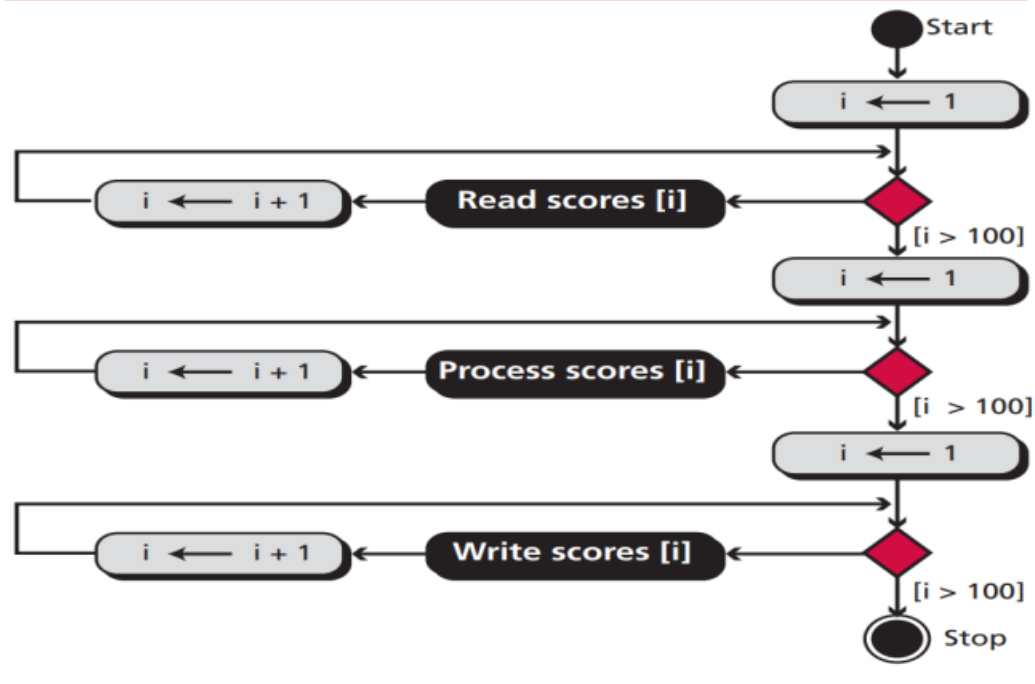 Start
i ← 1
i ← i + 1
Read scores [i]
[i > 100]
i ← 1
i ← i + 1
Process scores [i]
[i > 100]
i ← 1
i ← i + 1
Write scores [i]
[i > 100]
Stop